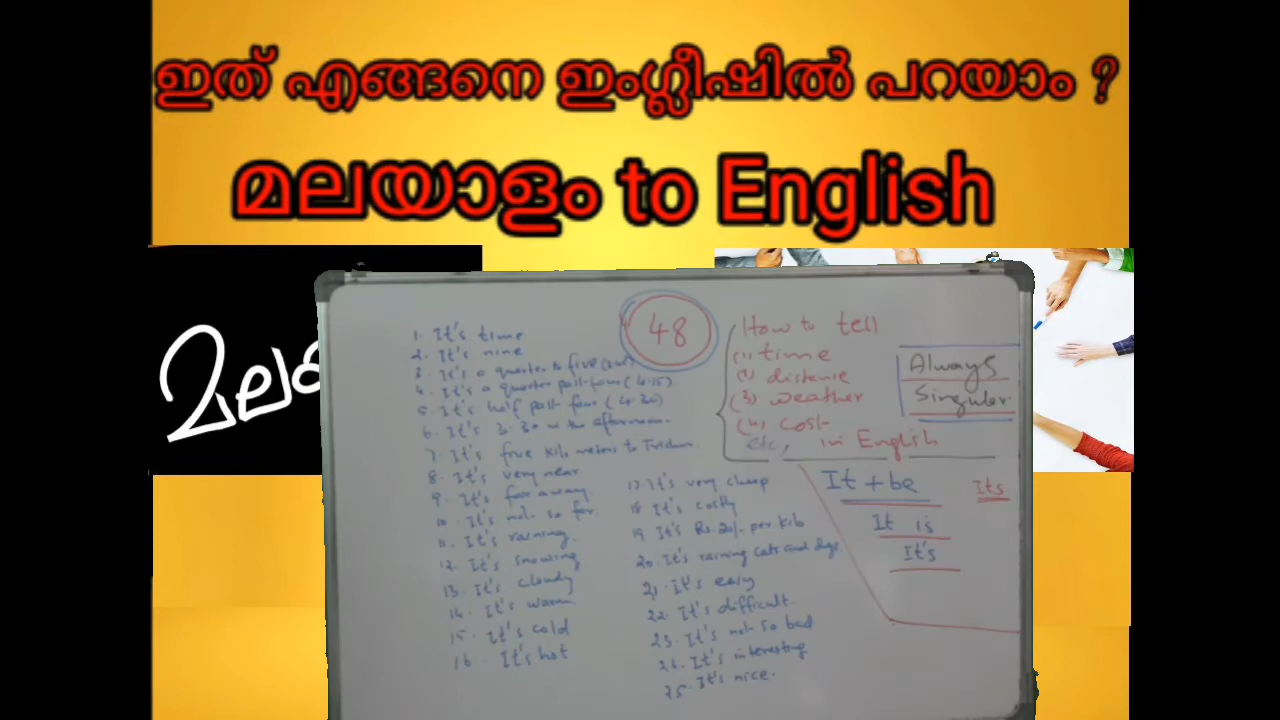 ഇത് എങ്ങനെ ഇംഗ്ലീഷിൽ പറയാം ?
മലയാളം to English
മല
48
1. It's time
2. It's nine
3. It's a quarter to five
4. It's a quarter past four (4.15)
5. It's half past four (4.30)
6. It's 3.30 in the afternoon.
7. It's five kilo meters to
8. It's very near
9. It's far away
10. It's not so far
11. It's raining.
12. It's snowing
13. It's cloudy
14. It's warm
15. It's cold
16. It's hot
17. It's very cheap
18. It's costly
19. It's Rs. 20/- per kilo
20. It's raining cats and dogs.
21. It's easy
22. It's difficult.
23. It's not so bad
24. It's interesting
25. It's nice.
How to tell
(1) time
(2) distance
(3) weather
(4) cost
etc, in English
Always
Singuler
It + be
Its
It is
It's